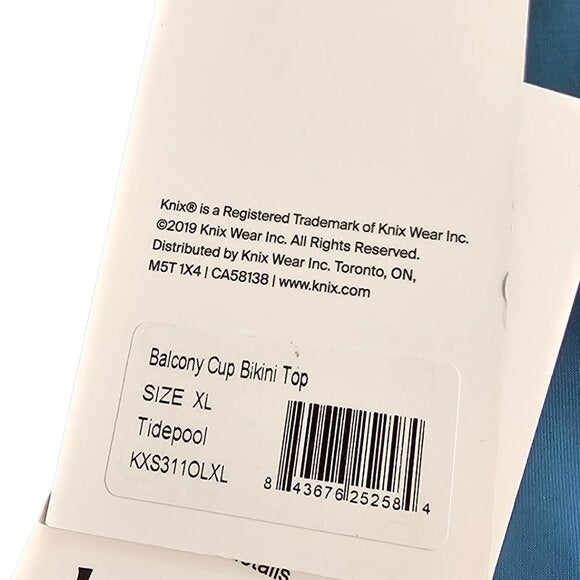 Knix® is a Registered Trademark of Knix Wear Inc.
©2019 Knix Wear Inc. All Rights Reserved.
Distributed by Knix Wear Inc. Toronto, ON,
M5T 1X4 | CA58138 | www.knix.com
Balcony Cup Bikini Top
SIZE XL
Tidepool
KXS311OLXL
8 43676 25258 4